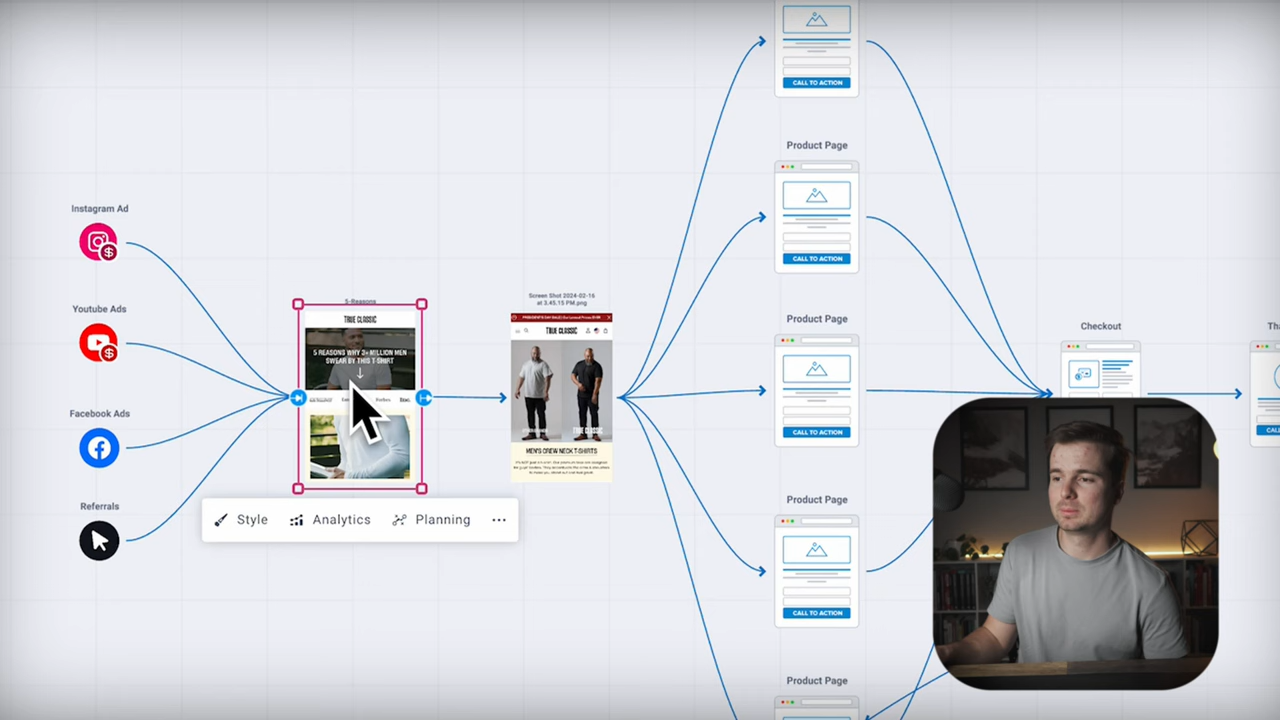 Instagram Ad
Youtube Ads
Facebook Ads
Referrals
5-Reasons
TRUE CLASSIC
5 REASONS WHY 3+ MILLION MEN
SWEAR BY THIS T-SHIRT
Forbes
Style
Analytics
Planning
Screen Shot 2024-02-16
at 3.45.15 PM.png
TRUE CLASSIC
TRUE CLASSIC
MEN'S CREW NECK T-SHIRTS
CALL TO ACTION
Product Page
CALL TO ACTION
Product Page
CALL TO ACTION
Product Page
CALL TO ACTION
Product Page
Checkout